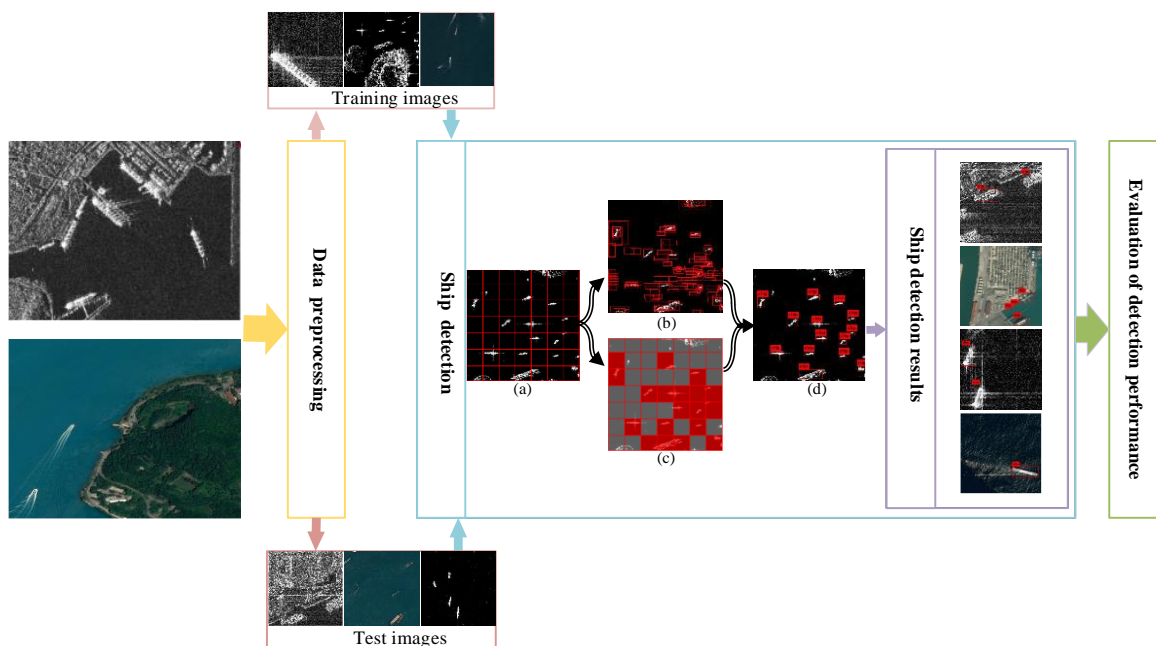 Training images
Data preprocessing
Ship detection
(a)
(b)
(c)
(d)
Ship detection results
Evaluation of detection performance
Test images